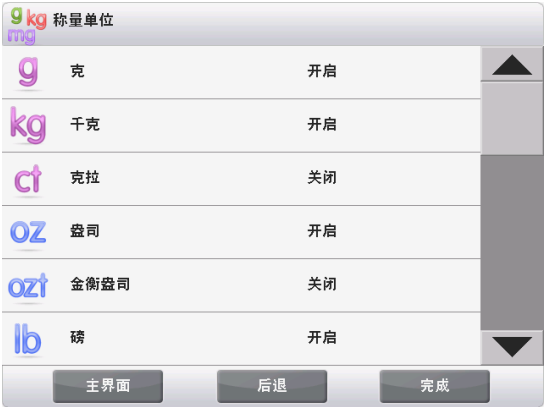 g kg mg 称量单位
g 克 开启
kg 千克 开启
ct 克拉 关闭
oz 盎司 开启
ozt 金衡盎司 关闭
lb 磅 开启
主界面 后退 完成